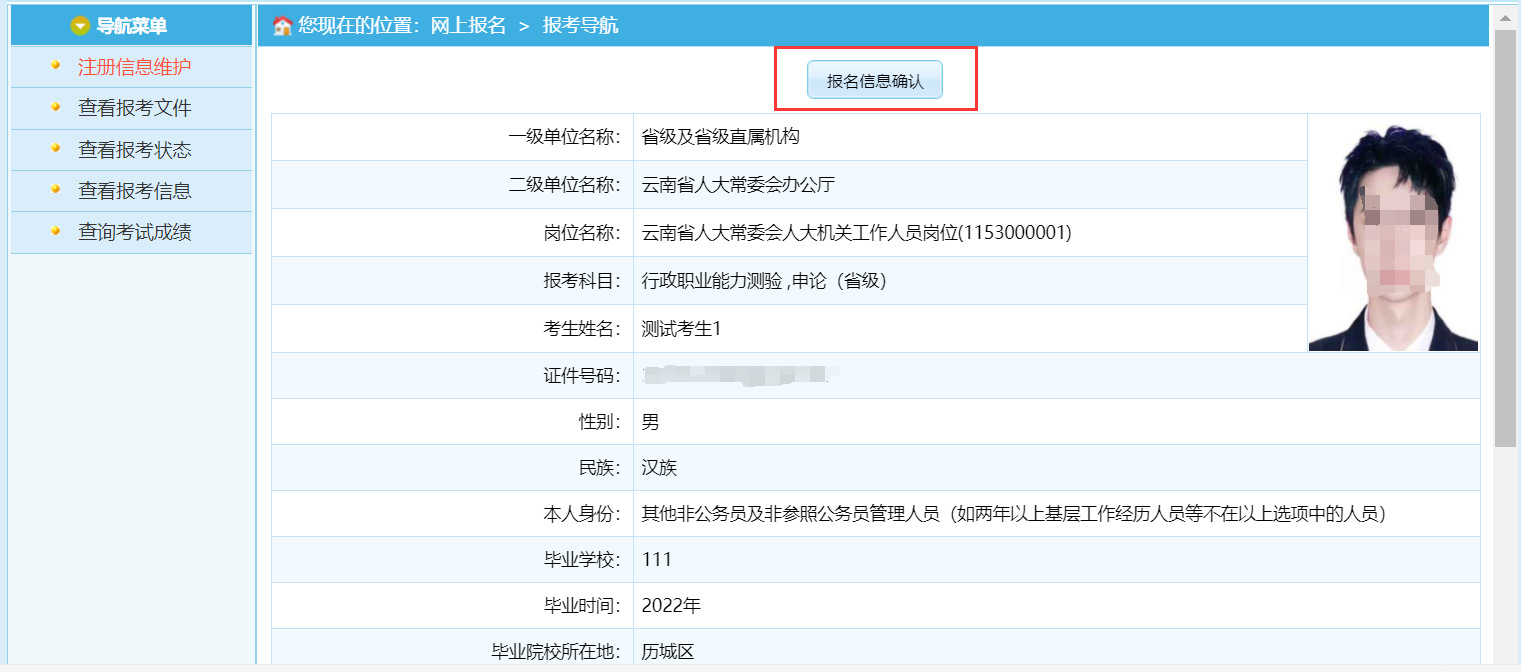 导航菜单
注册信息维护
查看报考文件
查看报考状态
查看报考信息
查询考试成绩
您现在的位置：网上报名 > 报考导航
报名信息确认
一级单位名称： 省级及省级直属机构
二级单位名称： 云南省人大常委会办公厅
岗位名称： 云南省人大常委会人大机关工作人员岗位(1153000001)
报考科目： 行政职业能力测验 ,申论（省级）
考生姓名： 测试考生1
证件号码：
性别： 男
民族： 汉族
本人身份： 其他非公务员及非参照公务员管理人员（如两年以上基层工作经历人员等不在以上选项中的人员）
毕业学校： 111
毕业时间： 2022年
毕业院校所在地： 历城区